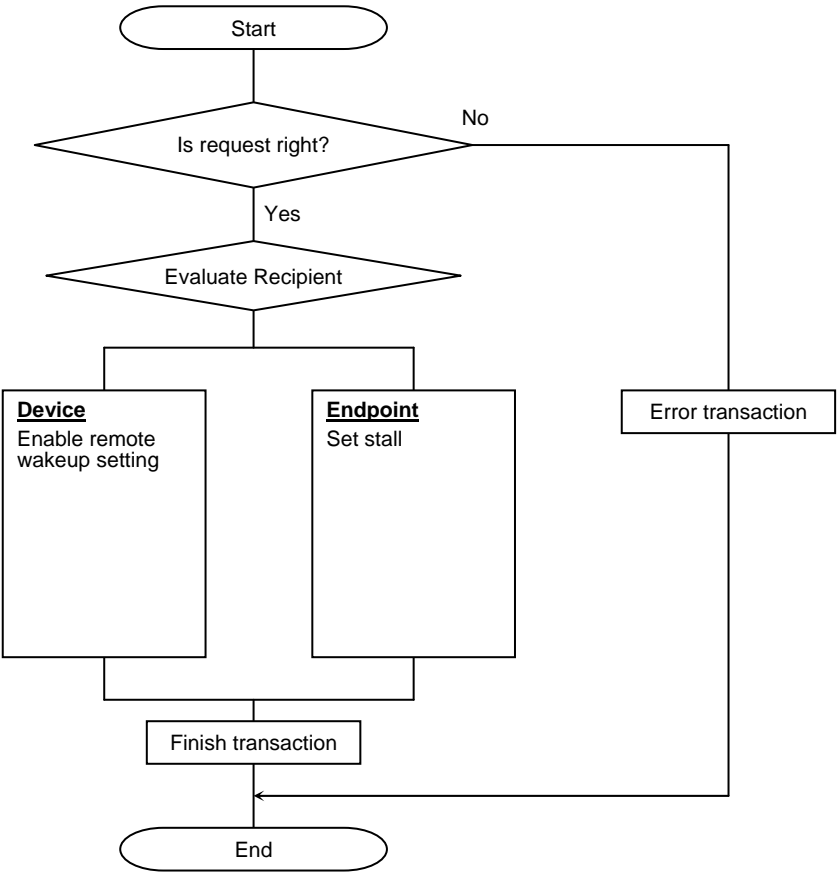 Start
Is request right?
No
Yes
Evaluate Recipient
Device
Enable remote
wakeup setting
Endpoint
Set stall
Error transaction
Finish transaction
End